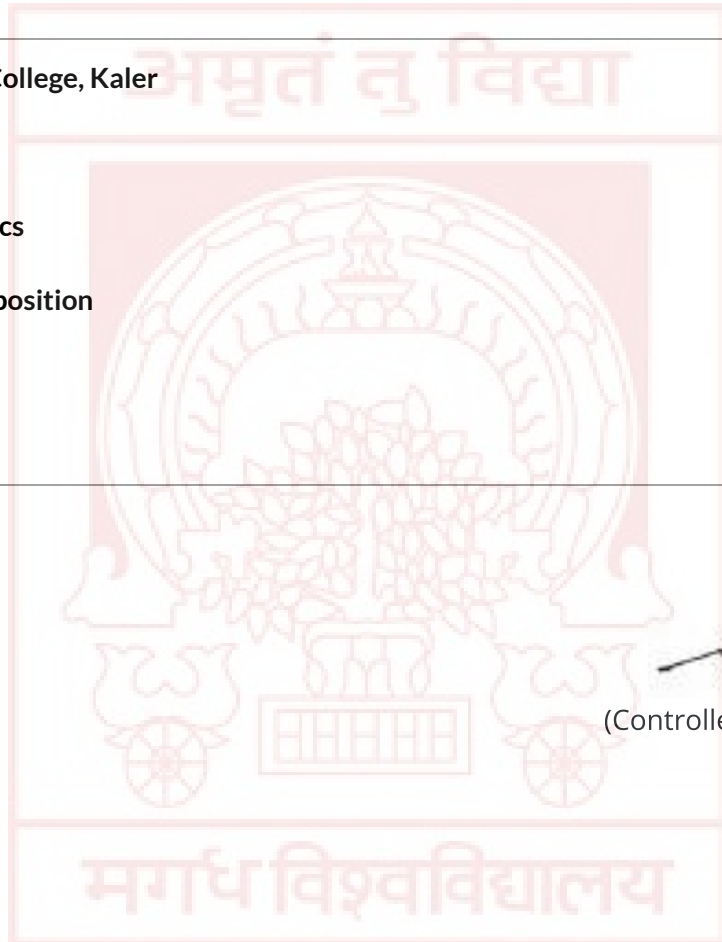 अमृतं तु विद्या
College, Kaler
cs
position
(Controlle
मगध विश्वविद्यालय